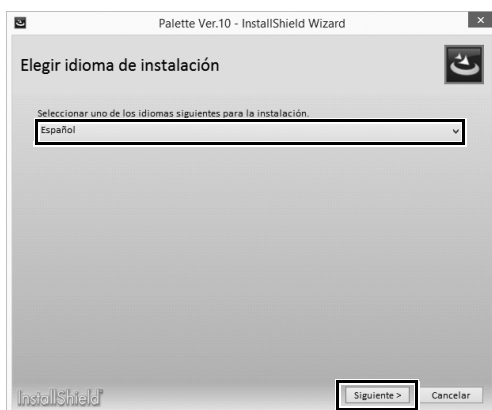 Palette Ver.10 - InstallShield Wizard
Elegir idioma de instalación
Seleccionar uno de los idiomas siguientes para la instalación.
Español
InstallShield
Siguiente >
Cancelar